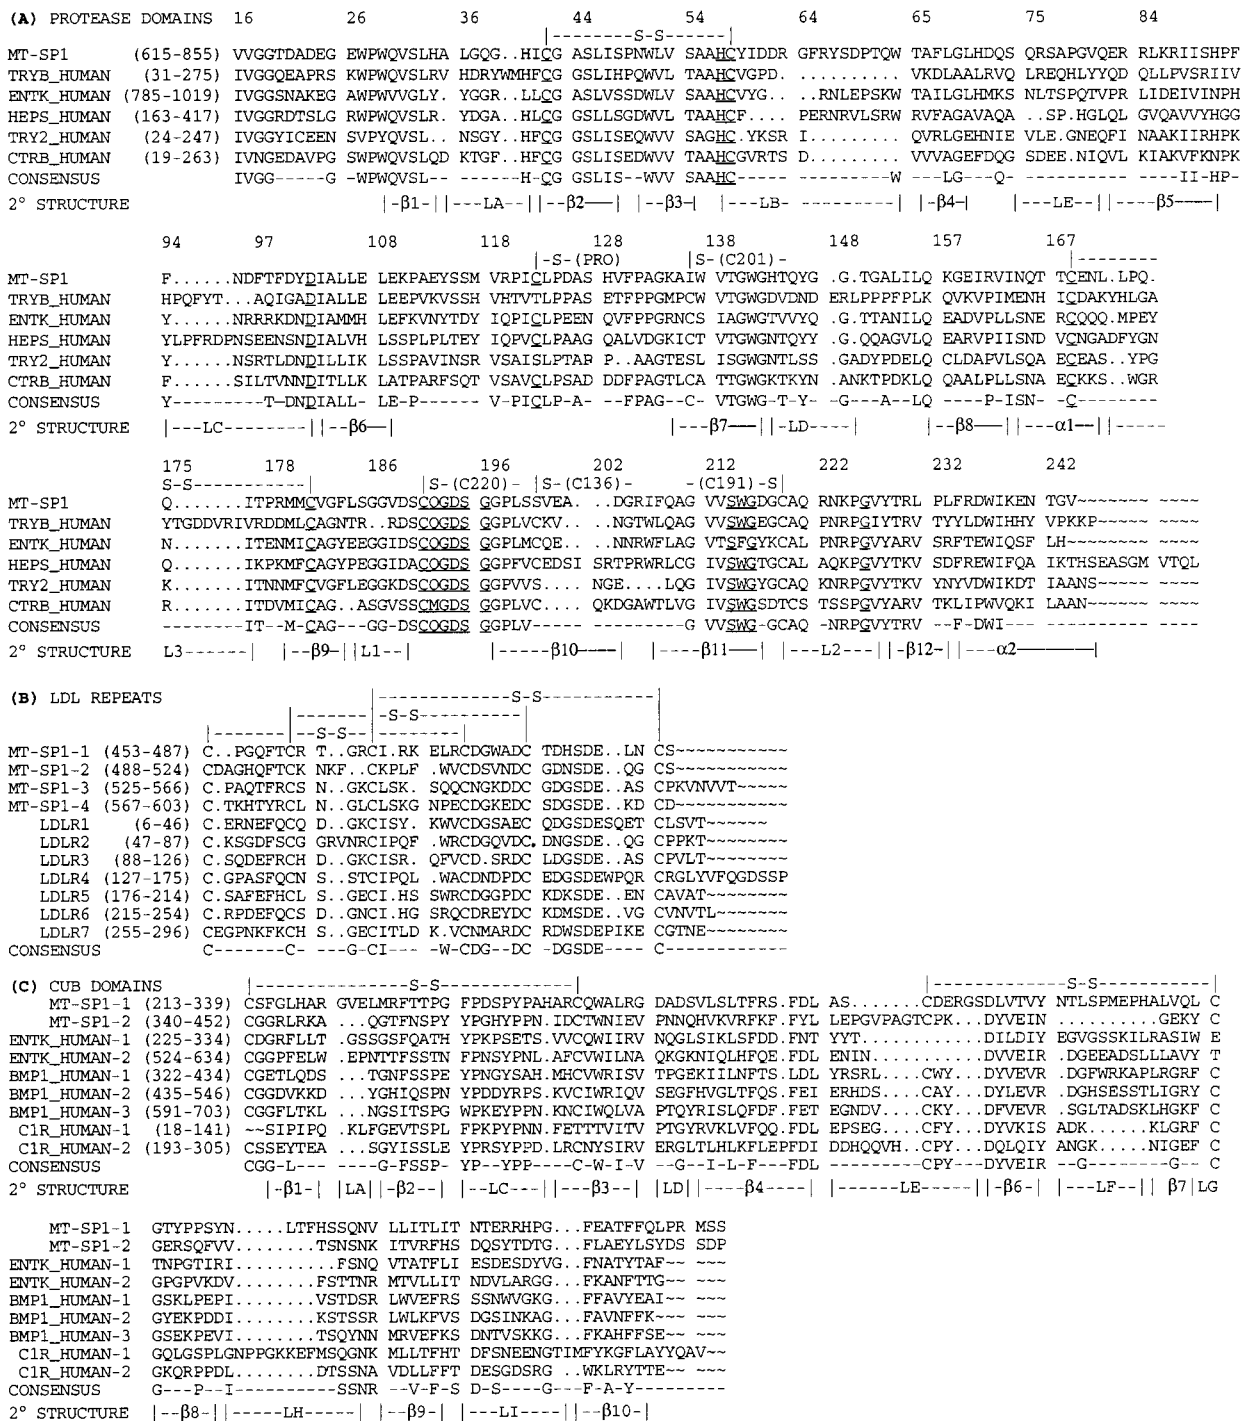 (A) PROTEASE DOMAINS 16 26 36 44 54 64 65 75 84
|--------S-S-------|
MT-SP1 (615-855) VVGGTDADEG EWPWQVSLHA LGQG..HICG ASLISPNWLV SAAHCYIDDR GFRYSDPTQW TAFLGLHDQS QRSAPGVQER RLKRIISHPF
TRYB_HUMAN (31-275) IVGGQEAPRS KWPWQVSLRV HDRYWMHFCG GSLIHPQWVL TAAHCVGPD. .......... VKDLAALRVQ LREQHLYYQD QLLPVSRIIV
ENTK_HUMAN (785-1019) IVGGSNAKEG AWPWVVGLY. YGGR..LLCG ASLVSSDWLV SAAHCVYG.. ..RNLEPSKW TAILGLHMKS NLTSPQTVPR LIDEIVINPH
HEPS_HUMAN (163-417) IVGGRDTSLG RWPWQVSLR. YDGA..HLCG GSLLSGDWVL TAAHCF.... PERNRVLSRW RVFAGAVAQA ..SP.HGLQL GVQAVVYHGG
TRY2_HUMAN (24-247) IVGGYICEEN SVPYQVSL.. NSGY..HFCG GSLISEQWVV SAGHC.YKSR I......... QVRLGEHNIE VLE.GNEQFI NAAKIIRHPK
CTRB_HUMAN (19-263) IVNGEDAVPG SWPWQVSLQD KTGF..HFCG GSLISEDWVV TAAHCGVRTS D......... VVVAGEFDQG SDEE.NIQVL KIAKVFKNPK
CONSENSUS IVGG-----G -WPWQVSL-- ------H-CG GSLIS--WVV SAAHC----- ---------W ---LG---Q- ---------- ----II-HP-
2° STRUCTURE |-β1-||---LA---||--β2——| |--β3—| |---LB-----------| |-β4—| |---LE---||---β5----—|
94 97 108 118 128 138 148 157 167
|-S-(PRO) |S-(C201)- |--------
MT-SP1 F......NDFTFDYDIALLE LEKPAEYSSM VRPICLPDAS HVFPAGKAIW VTGWGHTQYG .G.TGALILQ KGEIRVINQT TCENL.LPQ.
TRYB_HUMAN HPQFYT...AQIGADIALLE LEEPVKVSSH VHTVTLPPAS ETFPPGMPCW VTGWGDVDND ERLPPPFPLK QVKVPIMENH ICDAKYHLGA
ENTK_HUMAN Y......NRRRKDNDIAMMH LEFKVNYTDY IQPICLPEEN QVFPPGRNCS IAGWGTVVYQ .G.TTANILQ EADVPLLSNE RCQQQ.MPEY
HEPS_HUMAN YLPFRDPNSEENSNDIALVH LSSPLPLTEY IQPVCLPAAG QALVDGKICT VTGWGNTQYY .G.QQAGVLQ EARVPIISND VCNGADFYGN
TRY2_HUMAN Y......NSRTLDNDILLIK LSSPAVINSR VSAISLPTAP P..AAGTESL ISGWGNTLSS .GADYPDELQ CLDAPVLSQA ECEAS..YPG
CTRB_HUMAN F......SILTVNNDITLLK LATPARFSQT VSAVCLPSAD DDFPAGTLCA TTGWGKTKYN .ANKTPDKLQ QAALPLLSNA ECKKS..WGR
CONSENSUS Y---------T-DNDIALL- LE-P------ V--PICLP-A-- -FPAG--C- VTGWG-T-Y- -G---A-LQ ----P-ISN- -C--------
2° STRUCTURE |---LC---------||--β6—-| |---β7—-||-LD-----| |--β8—-||---α1--||-----
175 178 186 196 202 212 222 232 242
S-S-------------| |S-(C220)- |S-(C136)- -(C191)-S|
MT-SP1 Q.......ITPRMMCVGFLSGGVDSCQGDS GGPLSSVEA. .DGRIFQAG VVSWGDGCAQ RNKPGVYTRL PLFRDWIKEN TGV~~~~~~~ ~~~~
TRYB_HUMAN YTGDDVRIVRDDMLCAGNTR..RDSCQGDS GGPLVCKV.. ..NGTWLQAG VVSWGEGCAQ PNRPGIYTRV TYYLDWIHHY VPKKP~~~~~ ~~~~
ENTK_HUMAN N.......ITENMICAGYEEGGIDSCQGDS GGPLMCQE.. ..NNRWFLAG VTSFGYKCAL PNRPGVYARV SRFTEWIQSF LH~~~~~~~~ ~~~~
HEPS_HUMAN Q.......IKPKMFCAGYPEGGIDACQGDS GGPFVCEDSI SRTPRWRLCG IVSWGTGCAL AQKPGVYTKV SDFREWIFQA IKTHSEASGM VTQL
TRY2_HUMAN K.......ITNNMFCVGFLEGGKDSCQGDS GGPVVS.... NGE....LQG IVSWGYGCAQ KNRPGVYTKV YNYVDWIKDT IAANS~~~~~ ~~~~
CTRB_HUMAN R.......ITDVMICAG..ASGVSSCMGDS GGPLVC.... QKDGAWTLVG IVSWGSDTCS TSSPGVYARV TKLIPWVQKI LAAN~~~~~~ ~~~~
CONSENSUS --------IT--M-CAG---GG-DSCQGDS GGPLV----- ---------G VVSWG-GCAQ -NRPGVYTRV --F-DWI--- ---------- ----
2° STRUCTURE L3------| |--β9—||-L1--| |------β10——---| |---β11——-||---L2---||-β12-||---α2————|
(B) LDL REPEATS |--------------S-S-------------|
|-------|-S-S-----------|
|--------|--S-S--|---------|
MT-SP1-1 (453-487) C..PGQFTCR T..GRCI.RK ELRCDGWADC TDHSDE..LN CS~~~~~~~~~~~
MT-SP1-2 (488-524) CDAGHQFTCK NKF..CKPLF .WVCDSVNDC GDNSDE..QG CS~~~~~~~~~~~
MT-SP1-3 (525-566) C.PAQTFRCS N..GKCLSK. SQQCNGKDDC GDGSDE..AS CPKVNVVT~~~~~
MT-SP1-4 (567-603) C.TKHTYRCL N..GLCLSKG NPECDGKEDC SDGSDE..KD CD~~~~~~~~~~~
LDLR1 (6-46) C.ERNEFQCQ D..GKCISY. KWVCDGSAEC QDGSDESQET CLSVT~~~~~~
LDLR2 (47-87) C.KSGDFSCG GRVNRCIPQF .WRCDGQVDC.DNGSDE..QG CPPKT~~~~~~~~
LDLR3 (88-126) C.SQDEFRCH D..GKCISR. QFVCD.SRDC LDGSDE..AS CPVLT~~~~~~~~
LDLR4 (127-175) C.GPASFQCN S..STCIPQL .WACDNDPDC EDGSDEWPQR CRGLYVFQGDSSP
LDLR5 (176-214) C.SAFEFHCL S..GECI.HS SWRCDGGPDC KDKSDE..EN CAVAT~~~~~~~~
LDLR6 (215-254) C.RPDEFQCS D..GNCI.HG SRQCDREYDC KDMSDE..VG CVNVTL~~~~~~~
LDLR7 (255-296) CEGPNKFKCH S..GECITLD K.VCNMARDC RDWSDEPIKE CGTNE~~~~~~~~
CONSENSUS C-------C- ---G-CI--- -W-CDG--DC -DGSDE---- C------------
(C) CUB DOMAINS |---------------S-S--------------| |-------------S-S-----------|
MT-SP1-1 (213-339) CSFGLHAR GVELMRFTTPG FPDSPYPAHARCQWALRG DADSVLSLTFRS.FDL AS......CDERGSDLVTVY NTLSPMEPHALVQL C
MT-SP1-2 (340-452) CGGRLRKA ..QGTFNSPY YPGHYPPN.IDCTWNIEV PNNQHVKVRFKF.FYL LEPGVPAGTCPK...DYVEIN .........GEKY C
ENTK_HUMAN-1 (225-334) CDGRFLLT .GSSGSFQATH YPKPSETS.VVCQWIIRV NQGLSIKLSFDD.FNT YYT...........DILDIY EGVGSSKILRASIW E
ENTK_HUMAN-2 (524-634) CGGPFELW .EPNTTFSSTN FPNSYPNL.AFCVWILNA QKGKNIQLHFQE.FDL ENIN..........DVVEIR .DGEEADSLLLAVY T
BMP1_HUMAN-1 (322-434) CGETLQDS ...TGNFSSPE YPNGYSAH.MHCVWRISV TPGEKIILNFTS.LDL YRSRL....CWY..DYVEVR .DGFWRKAPLRGRF C
BMP1_HUMAN-2 (435-546) CGGDVKKD ...YGHIQSPN YPDDYRPS.KVCIWRIQV SEGFHVGLTFQS.FEI ERHDS....CAY..DYLEVR .DGHSESSTLIGRY C
BMP1_HUMAN-3 (591-703) CGGFLTKL ...NGSITSPG WPKEYPPN.KNCIWQLVA PTQYRISLQFDF.FET EGNDV....CKY..DFVEVR .SGLTADSKLHGKF C
C1R_HUMAN-1 (18-141) ~~SIPIPQ .KLFGEVTSPL FPKPYPNN.FETTTVITV PTGYRVKLVFQQ.FDL EPSEG....CFY..DYVKIS .ADK.....KLGRF C
C1R_HUMAN-2 (193-305) CSSEYTEA ...SGYISSLE YPRSYPPD.LRCNYSIRV ERGLTLHLKFLEPFDI DDHQQVH..CPY..DQLQIY ANGK.....NIGEF C
CONSENSUS CGG-L--- -----G-FSSP- YP--YPP----C-W-I-V --G---I-L-F---FDL ---------CPY--DYVEIR --G--------G-- C
2° STRUCTURE |-β1-| |LA||--β2--| |---LC----||---β3---| |LD||----β4----| |------LE------||--β6-| |--LF---||β7|LG
MT-SP1-1 GTYPPSYN.....LTFHSSQNV LLITLIT NTERRHPG...FEATFFQLPR MSS
MT-SP1-2 GERSQFVV........TSNSNK ITVRFHS DQSYTDTG...FLAEYLSYDS SDP
ENTK_HUMAN-1 TNPGTIRI..........FSNQ VTATFLI ESDESDYVG..FNATYTAF~~ ~~~
ENTK_HUMAN-2 GPGPVKDV........FSTTNR MTVLLIT NDVLARGG...FKANFTTG~~ ~~~
BMP1_HUMAN-1 GSKLPEPI........VSTDSR LWVEFRS SSNWVGKG...FFAVYEAI~~ ~~~
BMP1_HUMAN-2 GYEKPDDI........KSTSSR LWLKFVS DGSINKAG...FAVNFFK~~~ ~~~
BMP1_HUMAN-3 GSEKPEVI........TSQYNN MRVEFKS DNTVSKKG...FKAHFFSE~~ ~~~
C1R_HUMAN-1 GQLGSPLGNPPGKKEFMSQGNK MLLTFHT DFSNEENGTIMFYKGFLAYYQAV~~
C1R_HUMAN-2 GKQRPPDL........DTSSNAV DLLFFT DESGDSRG...WKLRYTTE~~ ~~~
CONSENSUS G---P--I---------SSNR --V-F-S D-S----G---F-A-Y-------
2° STRUCTURE |--β8-||-----LH------| |--β9--| |---LI----||--β10-|